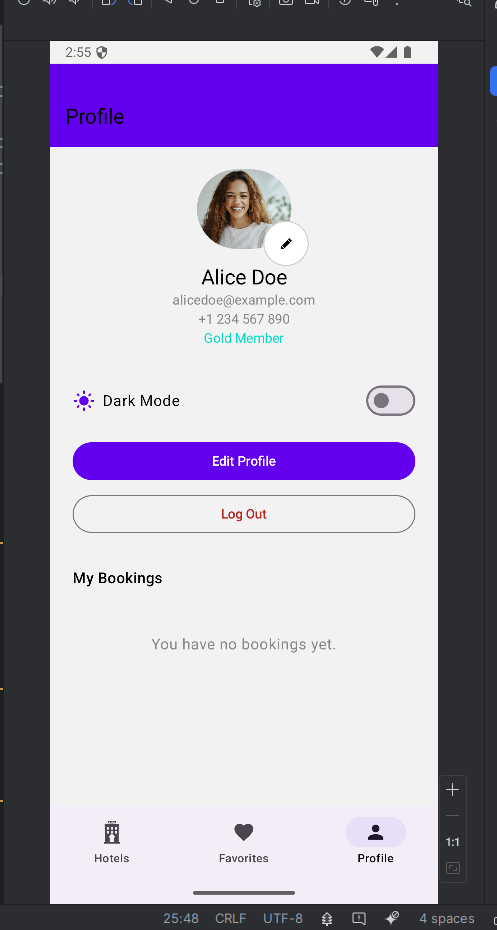 2:55
Profile
Alice Doe
alicedoe@example.com
+1 234 567 890
Gold Member
Dark Mode
Edit Profile
Log Out
My Bookings
You have no bookings yet.
1:1
Hotels Favorites Profile
25:48 CRLF UTF-8 4 spaces